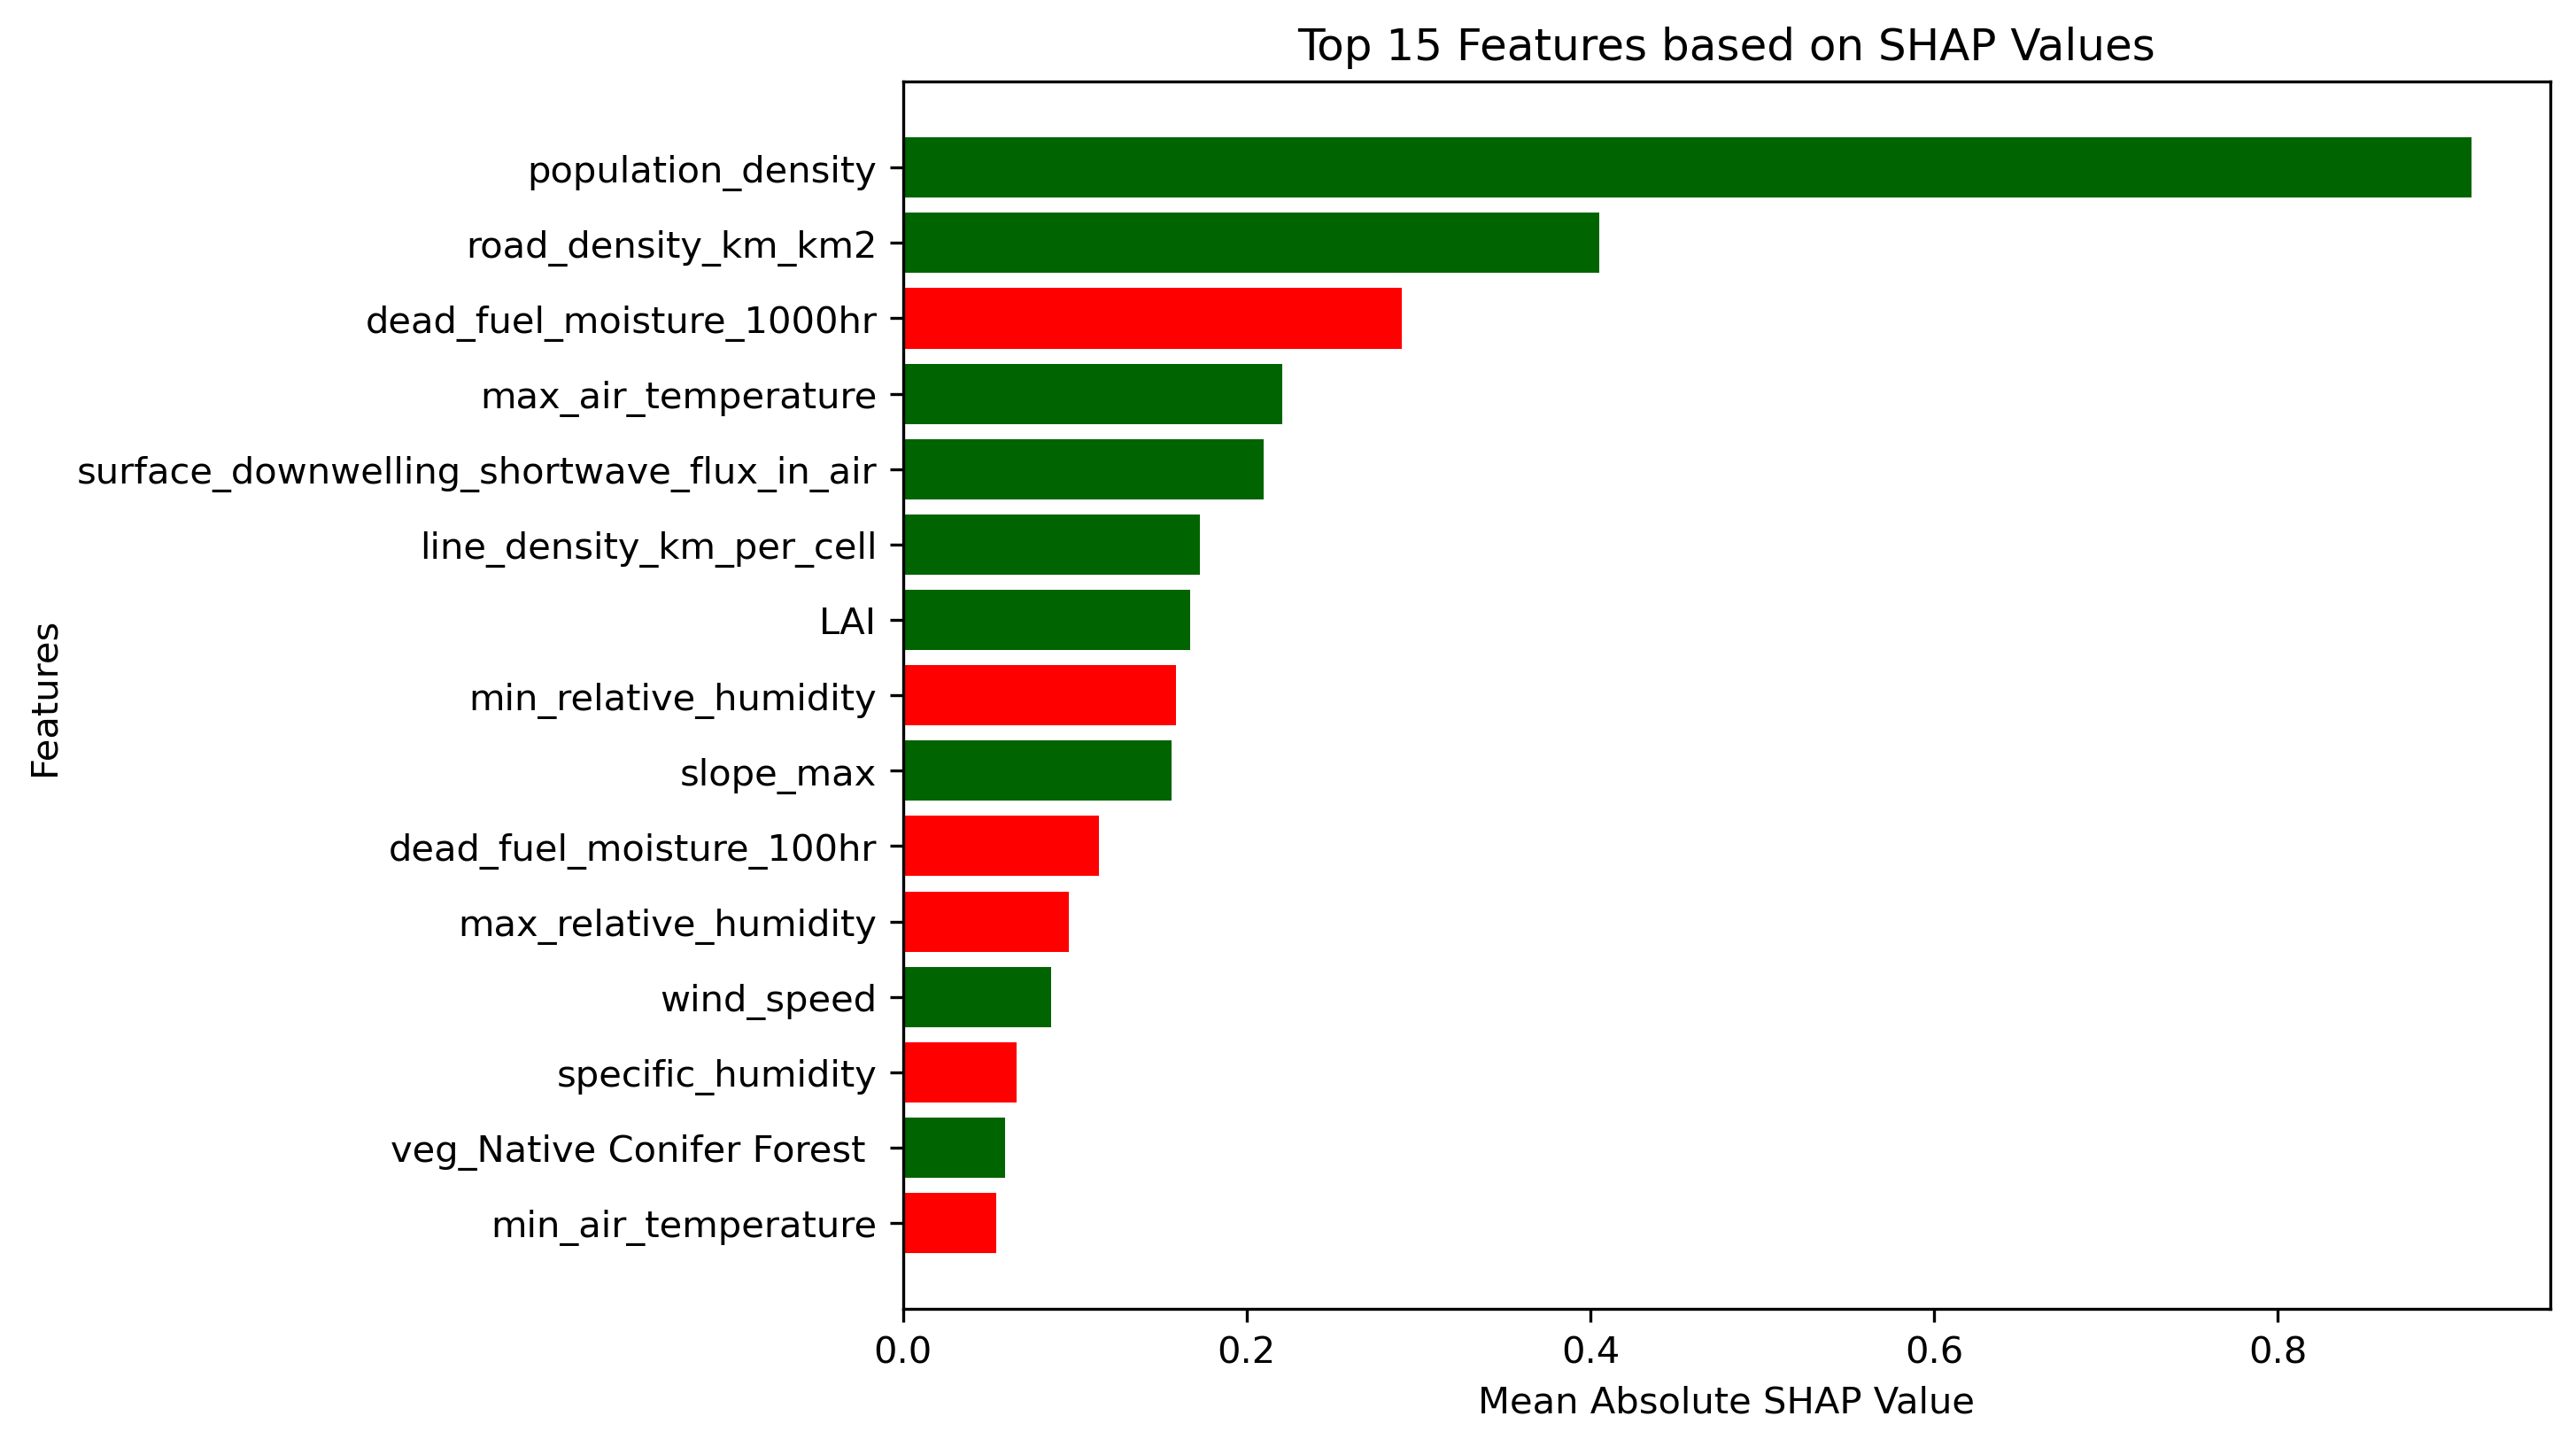 Top 15 Features based on SHAP Values
Features
population_density
road_density_km_km2
dead_fuel_moisture_1000hr
max_air_temperature
surface_downwelling_shortwave_flux_in_air
line_density_km_per_cell
LAI
min_relative_humidity
slope_max
dead_fuel_moisture_100hr
max_relative_humidity
wind_speed
specific_humidity
veg_Native Conifer Forest
min_air_temperature
0.0 0.2 0.4 0.6 0.8
Mean Absolute SHAP Value